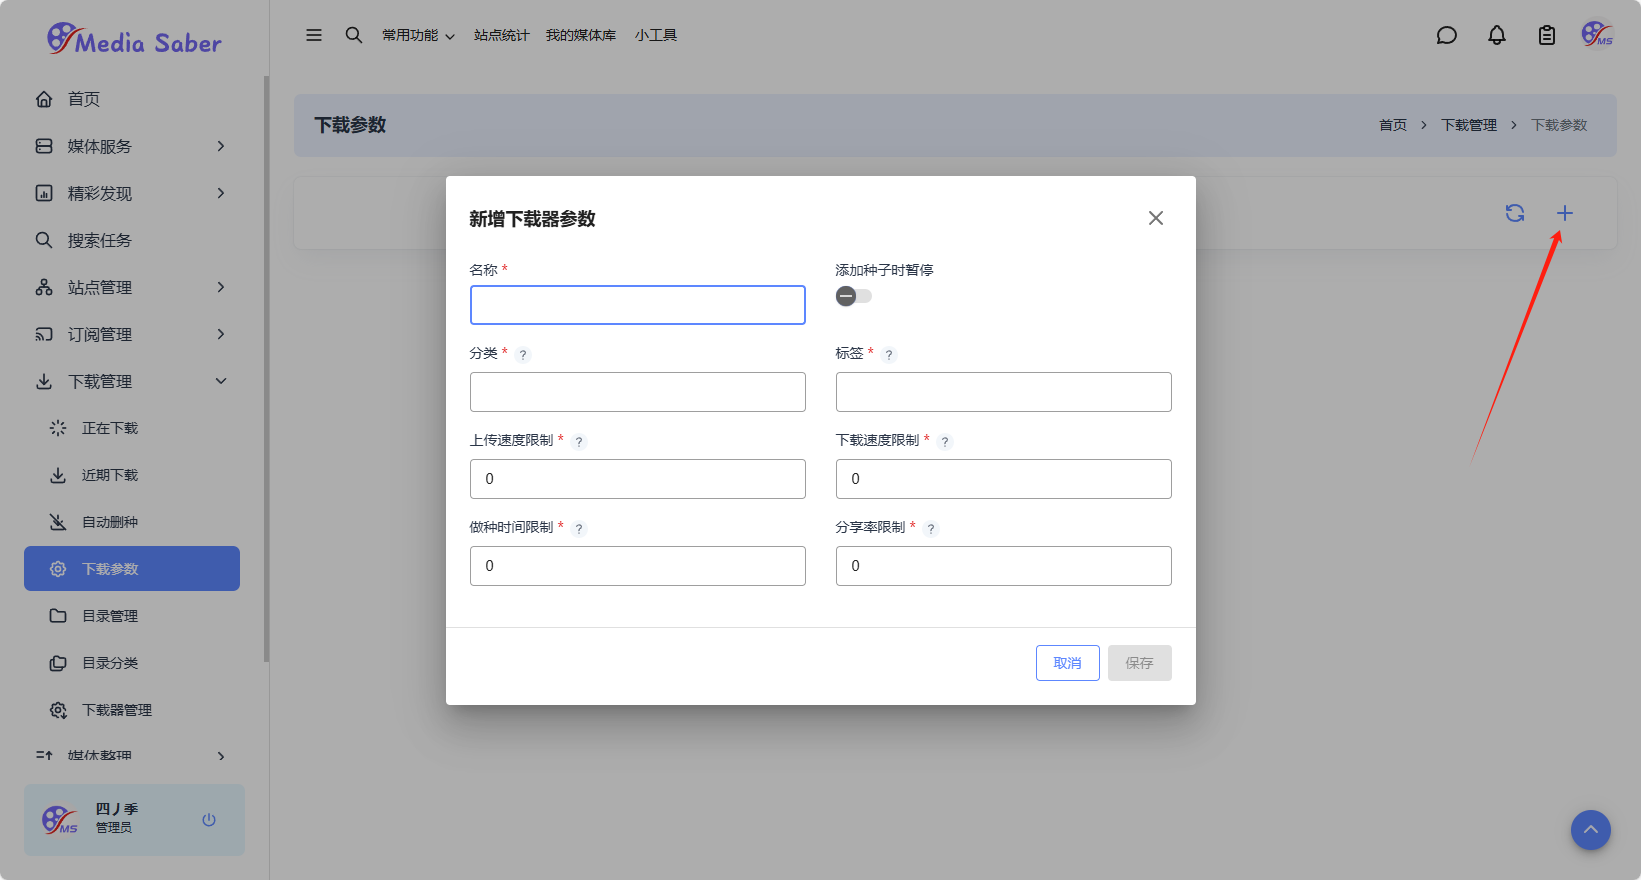 Media Saber
常用功能
站点统计
我的媒体库
小工具
MS
首页
媒体服务
精彩发现
搜索任务
站点管理
订阅管理
下载管理
正在下载
近期下载
自动删种
下载参数
目录管理
目录分类
下载器管理
媒体整理
MS
四丿季
管理员
下载参数
首页 > 下载管理 > 下载参数
新增下载器参数
名称 *
添加种子时暂停
分类 * ?
标签 * ?
上传速度限制 * ?
下载速度限制 * ?
0
0
做种时间限制 * ?
分享率限制 * ?
0
0
取消
保存